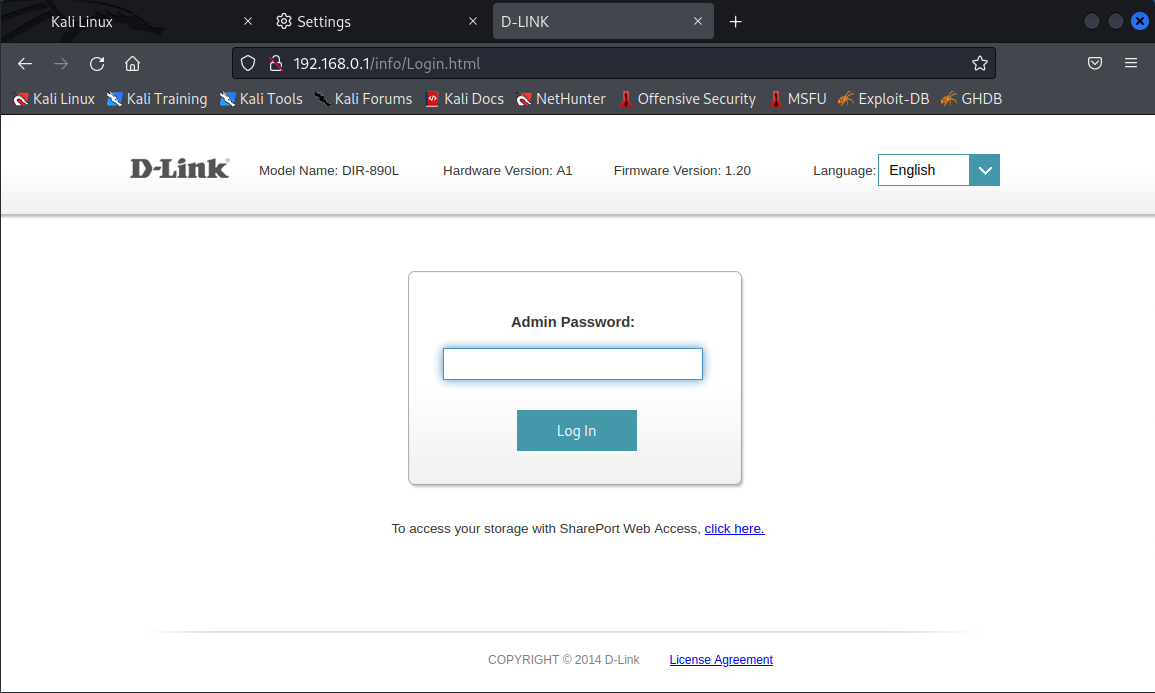 Kali Linux Settings D-LINK
192.168.0.1/info/Login.html
Kali Linux Kali Training Kali Tools Kali Forums Kali Docs NetHunter Offensive Security MSFU Exploit-DB GHDB
D-Link Model Name: DIR-890L Hardware Version: A1 Firmware Version: 1.20 Language: English
Admin Password:
Log In
To access your storage with SharePort Web Access, click here.
COPYRIGHT © 2014 D-Link License Agreement